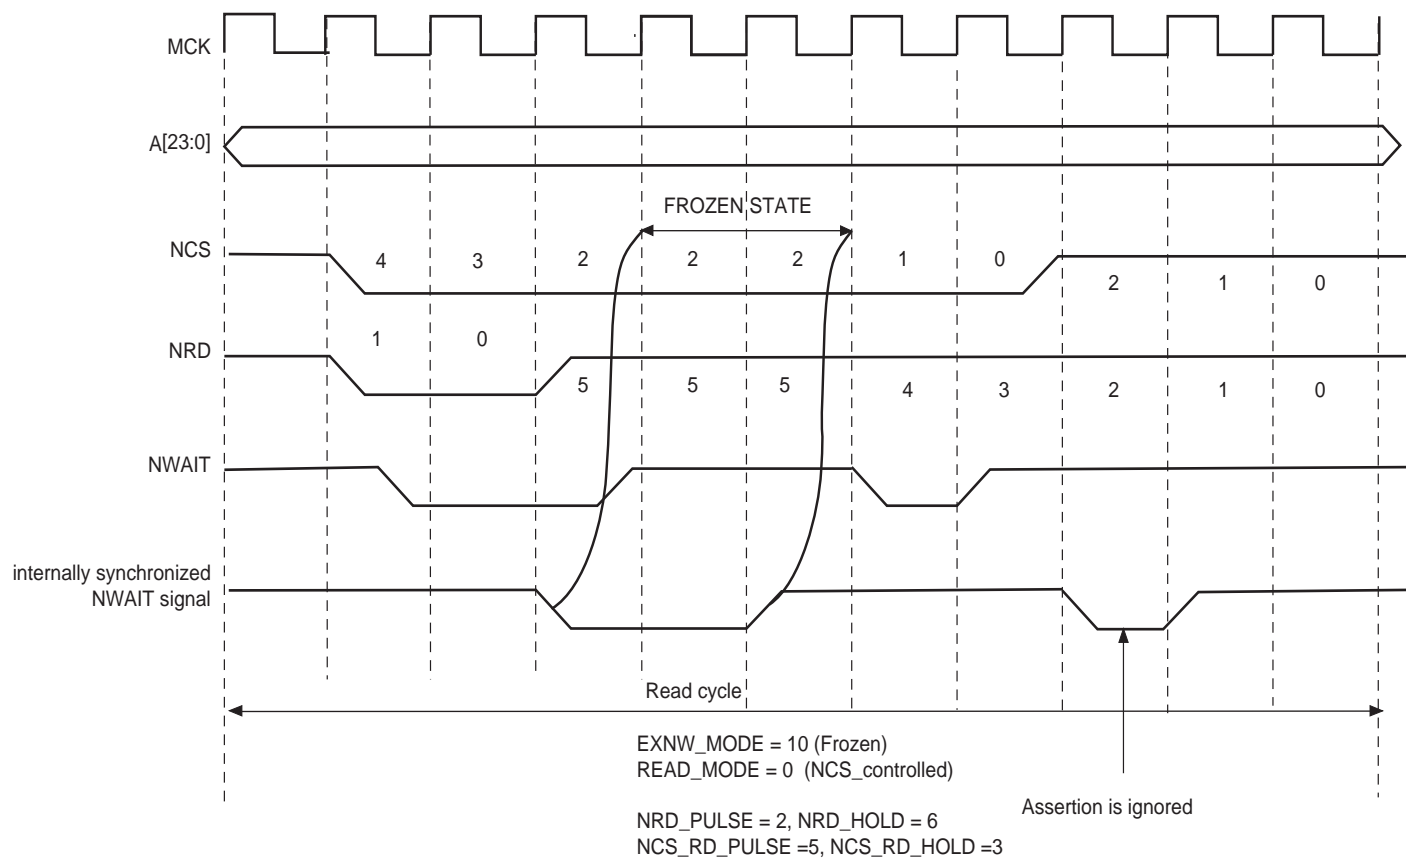 MCK
A[23:0]
FROZEN STATE
NCS
4 3 2 2 2 1 0
2 1 0
1 0
NRD
5 5 5 4 3 2 1 0
NWAIT
internally synchronized
NWAIT signal
Read cycle
EXNW_MODE = 10 (Frozen)
READ_MODE = 0 (NCS_controlled)
Assertion is ignored
NRD_PULSE = 2, NRD_HOLD = 6
NCS_RD_PULSE =5, NCS_RD_HOLD =3